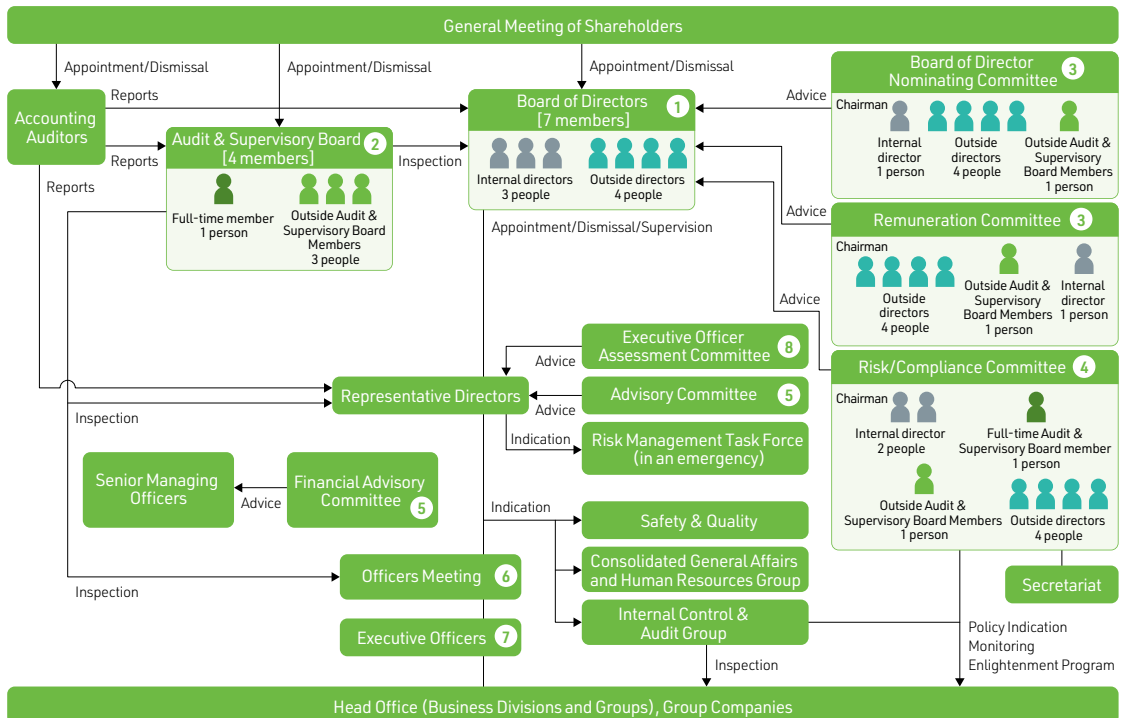 General Meeting of Shareholders
Appointment/Dismissal
Appointment/Dismissal
Appointment/Dismissal
Accounting
Auditors
Reports
Reports
Reports
Audit & Supervisory Board 2
[4 members]
Full-time member
1 person
Outside Audit &
Supervisory Board
Members
3 people
Inspection
Board of Directors 1
[7 members]
Internal directors
3 people
Outside directors
4 people
Appointment/Dismissal/Supervision
Advice
Board of Director
Nominating Committee 3
Chairman
Internal
director
1 person
Outside
directors
4 people
Outside Audit &
Supervisory
Board Members
1 person
Advice
Remuneration Committee 3
Chairman
Outside
directors
4 people
Outside Audit &
Supervisory
Board Members
1 person
Internal
director
1 person
Advice
Risk/Compliance Committee 4
Chairman
Internal director
2 people
Full-time Audit &
Supervisory Board member
1 person
Outside Audit &
Supervisory Board Members
1 person
Outside directors
4 people
Secretariat
Executive Officer
Assessment Committee 8
Advice
Representative Directors
Advisory Committee 5
Advice
Indication
Risk Management Task Force
(in an emergency)
Inspection
Senior Managing
Officers
Advice
Financial Advisory
Committee 5
Indication
Safety & Quality
Consolidated General Affairs
and Human Resources Group
Internal Control &
Audit Group
Inspection
Officers Meeting 6
Executive Officers 7
Inspection
Policy Indication
Monitoring
Enlightenment Program
Head Office (Business Divisions and Groups), Group Companies